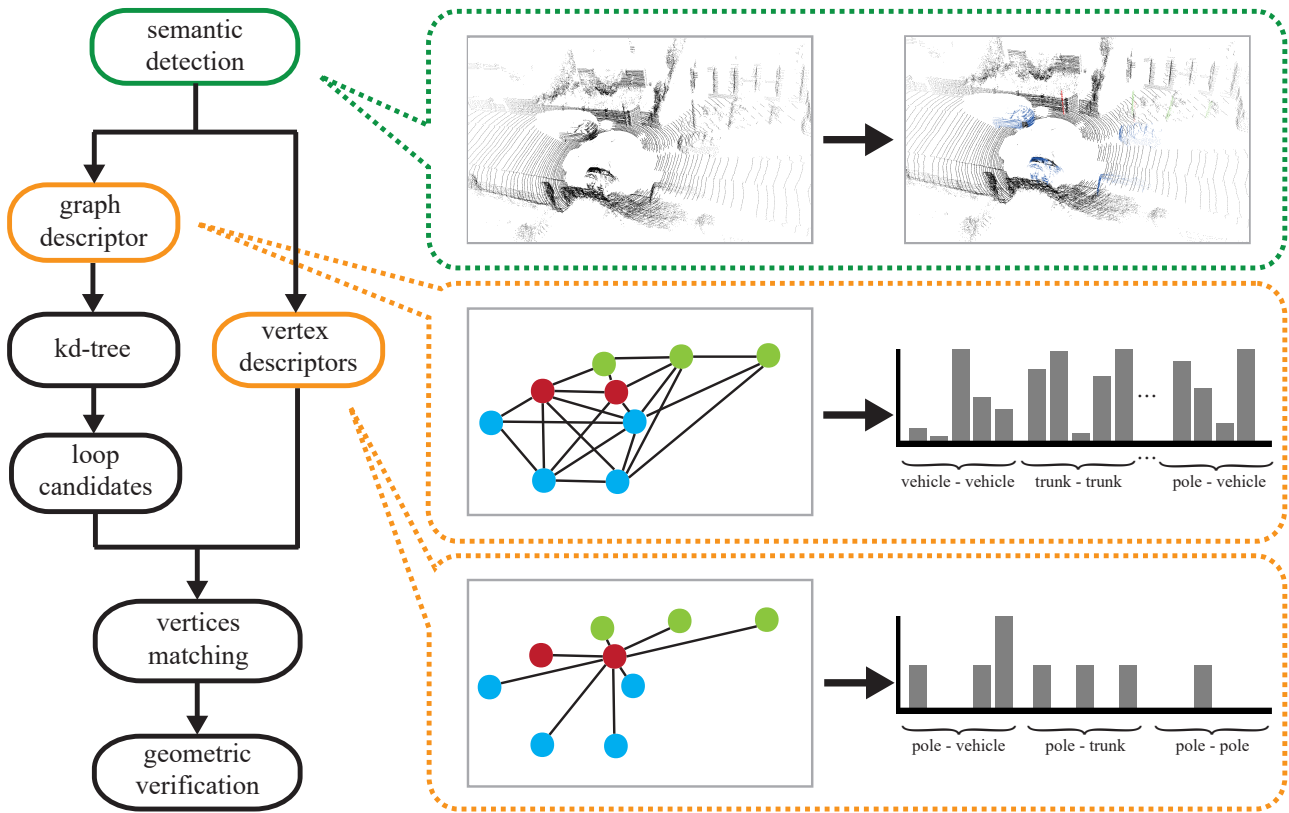 semantic
detection
graph
descriptor
kd-tree
vertex
descriptors
loop
candidates
vertices
matching
geometric
verification
...
...
vehicle - vehicle
trunk - trunk
pole - vehicle
pole - vehicle
pole - trunk
pole - pole